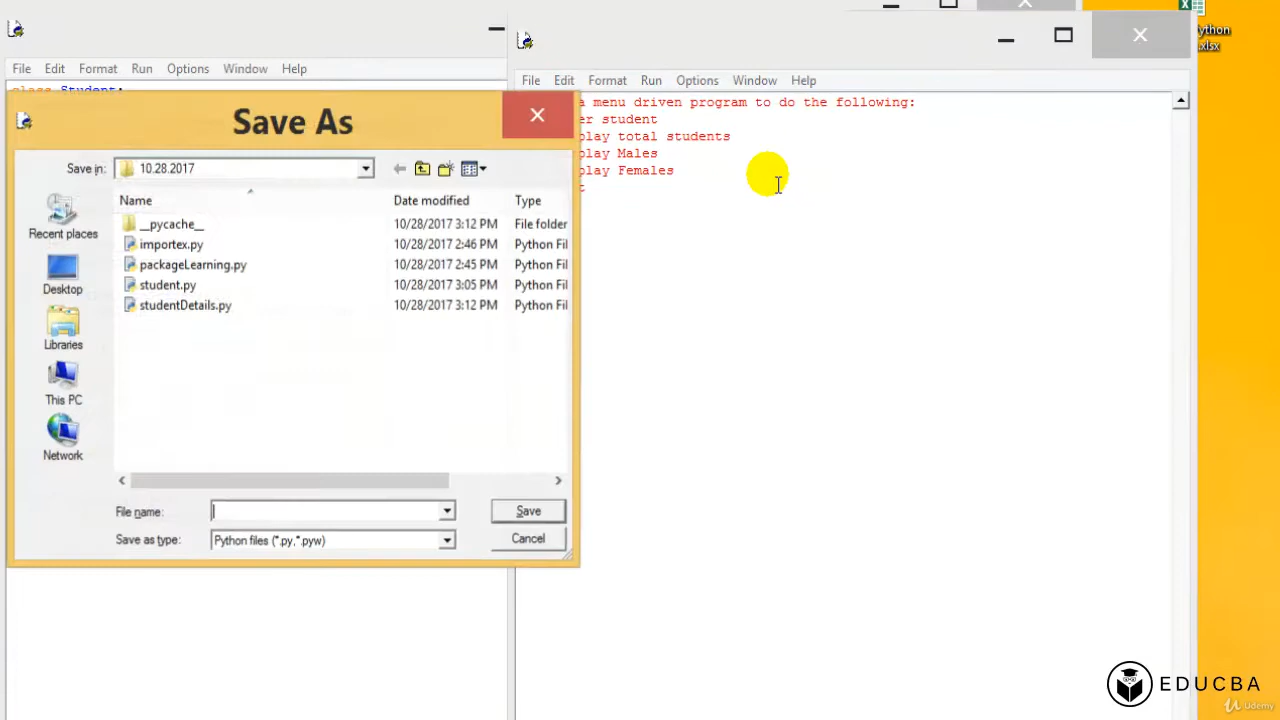 ython
.xlsx
File Edit Format Run Options Window Help
File Edit Format Run Options Window Help
class Student:
a menu driven program to do the following:
er student
play total students
play Males
play Females
t
Save As
Save in: 10.28.2017
Name Date modified Type
__pycache__ 10/28/2017 3:12 PM File folder
importex.py 10/28/2017 2:46 PM Python Fil
packageLearning.py 10/28/2017 2:45 PM Python Fil
student.py 10/28/2017 3:05 PM Python Fil
studentDetails.py 10/28/2017 3:12 PM Python Fil
Recent places
Desktop
Libraries
This PC
Network
File name: Save
Save as type: Python files (*.py,*.pyw) Cancel
EDUCBA
Udemy